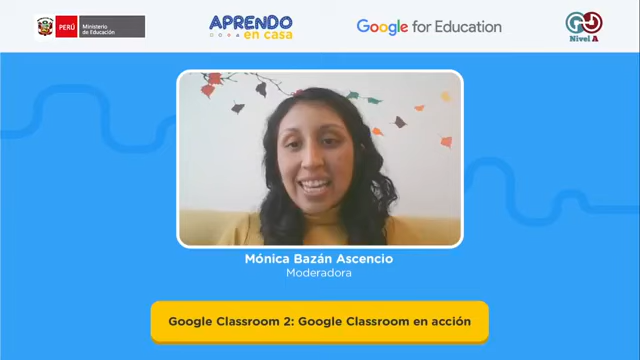 PERÚ
Ministerio
de Educación
APRENDO
en casa
Google for Education
Nivel A
Mónica Bazán Ascencio
Moderadora
Google Classroom 2: Google Classroom en acción